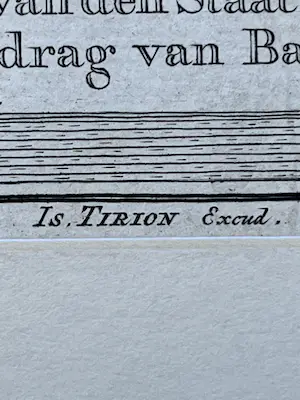 van den Staat
drag van Ba
Is. TIRION Excud.